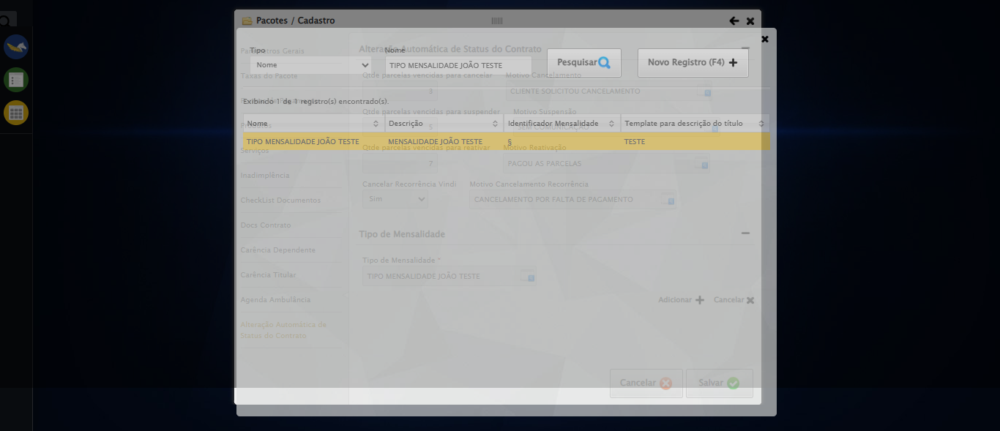 Pacotes / Cadastro
Parâmetros Gerais
Tipo
Nome
Alteração Automática de Status do Contrato
Nome
TIPO MENSALIDADE JOÃO TESTE
Pesquisar
Novo Registro (F4)
Taxas do Pacote
Qtde parcelas vencidas para cancelar
Motivo Cancelamento
3
CLIENTE SOLICITOU CANCELAMENTO
Exibindo 1 de 1 registro(s) encontrado(s).
Qtde parcelas vencidas para suspender
Motivo Suspensão
Nome
Descrição
Identificador Mensalidade
Template para descrição do título
5
SEM COMUNICAÇÃO
TIPO MENSALIDADE JOÃO TESTE
MENSALIDADE JOÃO TESTE
§
TESTE
Serviços
Qtde parcelas vencidas para reativar
Motivo Reativação
7
PAGOU AS PARCELAS
Inadimplência
Cancelar Recorrência Vindi
Motivo Cancelamento Recorrência
Sim
CANCELAMENTO POR FALTA DE PAGAMENTO
CheckList Documentos
Docs Contrato
Tipo de Mensalidade
Carência Dependente
Tipo de Mensalidade *
Carência Titular
TIPO MENSALIDADE JOÃO TESTE
Agenda Ambulância
Adicionar
Cancelar
Alteração Automática de
Status do Contrato
Cancelar
Salvar